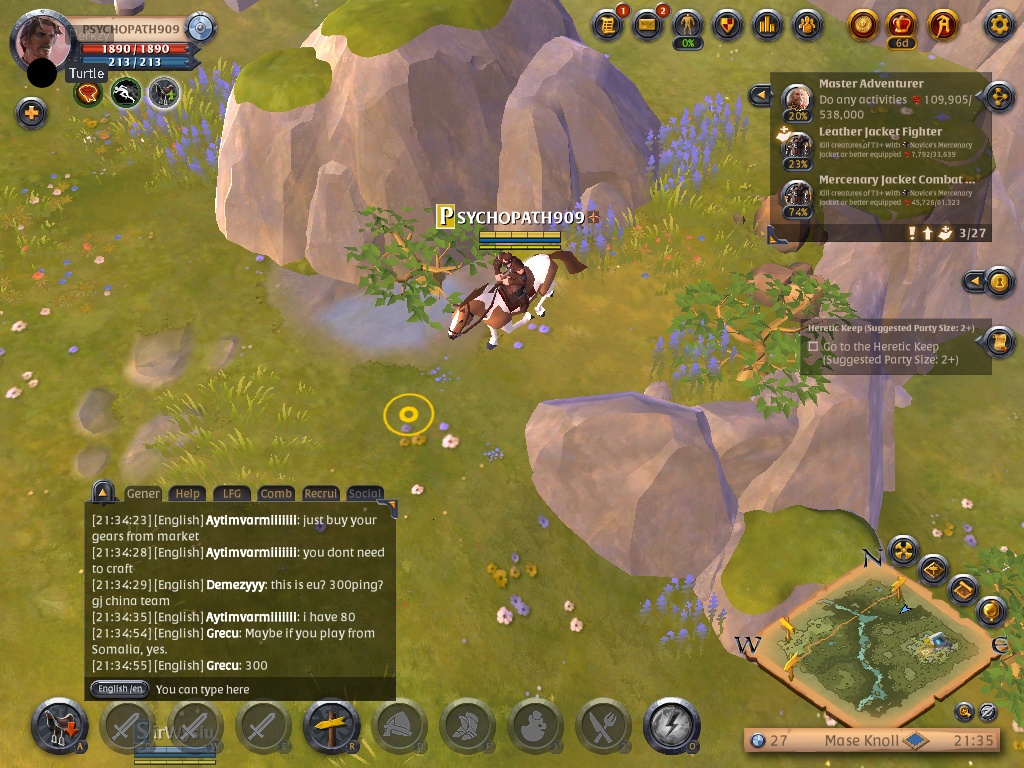 PSYCHOPATH909
1890 / 1890
213 / 213
Turtle
1
2
0%
6d
Master Adventurer
Do any activities 109,905/
538,000
20%
Leather Jacket Fighter
Kill creatures of T3+ with Novice's Mercenary
Jacket or better equipped 7,792/33,639
23%
Mercenary Jacket Combat ...
Kill creatures of T3+ with Novice's Mercenary
Jacket or better equipped 45,726/61,323
74%
3/27
PSYCHOPATH909
Heretic Keep (Suggested Party Size: 2+)
Go to the Heretic Keep
(Suggested Party Size: 2+)
Gener Help LFG Comb Recrui Social
[21:34:23] [English] Aytimvarmiiiiiii: just buy your
gears from market
[21:34:28] [English] Aytimvarmiiiiiii: you dont need
to craft
[21:34:29] [English] Demezyyy: this is eu? 300ping?
gj china team
[21:34:35] [English] Aytimvarmiiiiiii: i have 80
[21:34:54] [English] Grecu: Maybe if you play from
Somalia, yes.
[21:34:55] [English] Grecu: 300
English /en You can type here
N
W
E
A
W
E
R
D
F
O
27 Mase Knoll 21:35